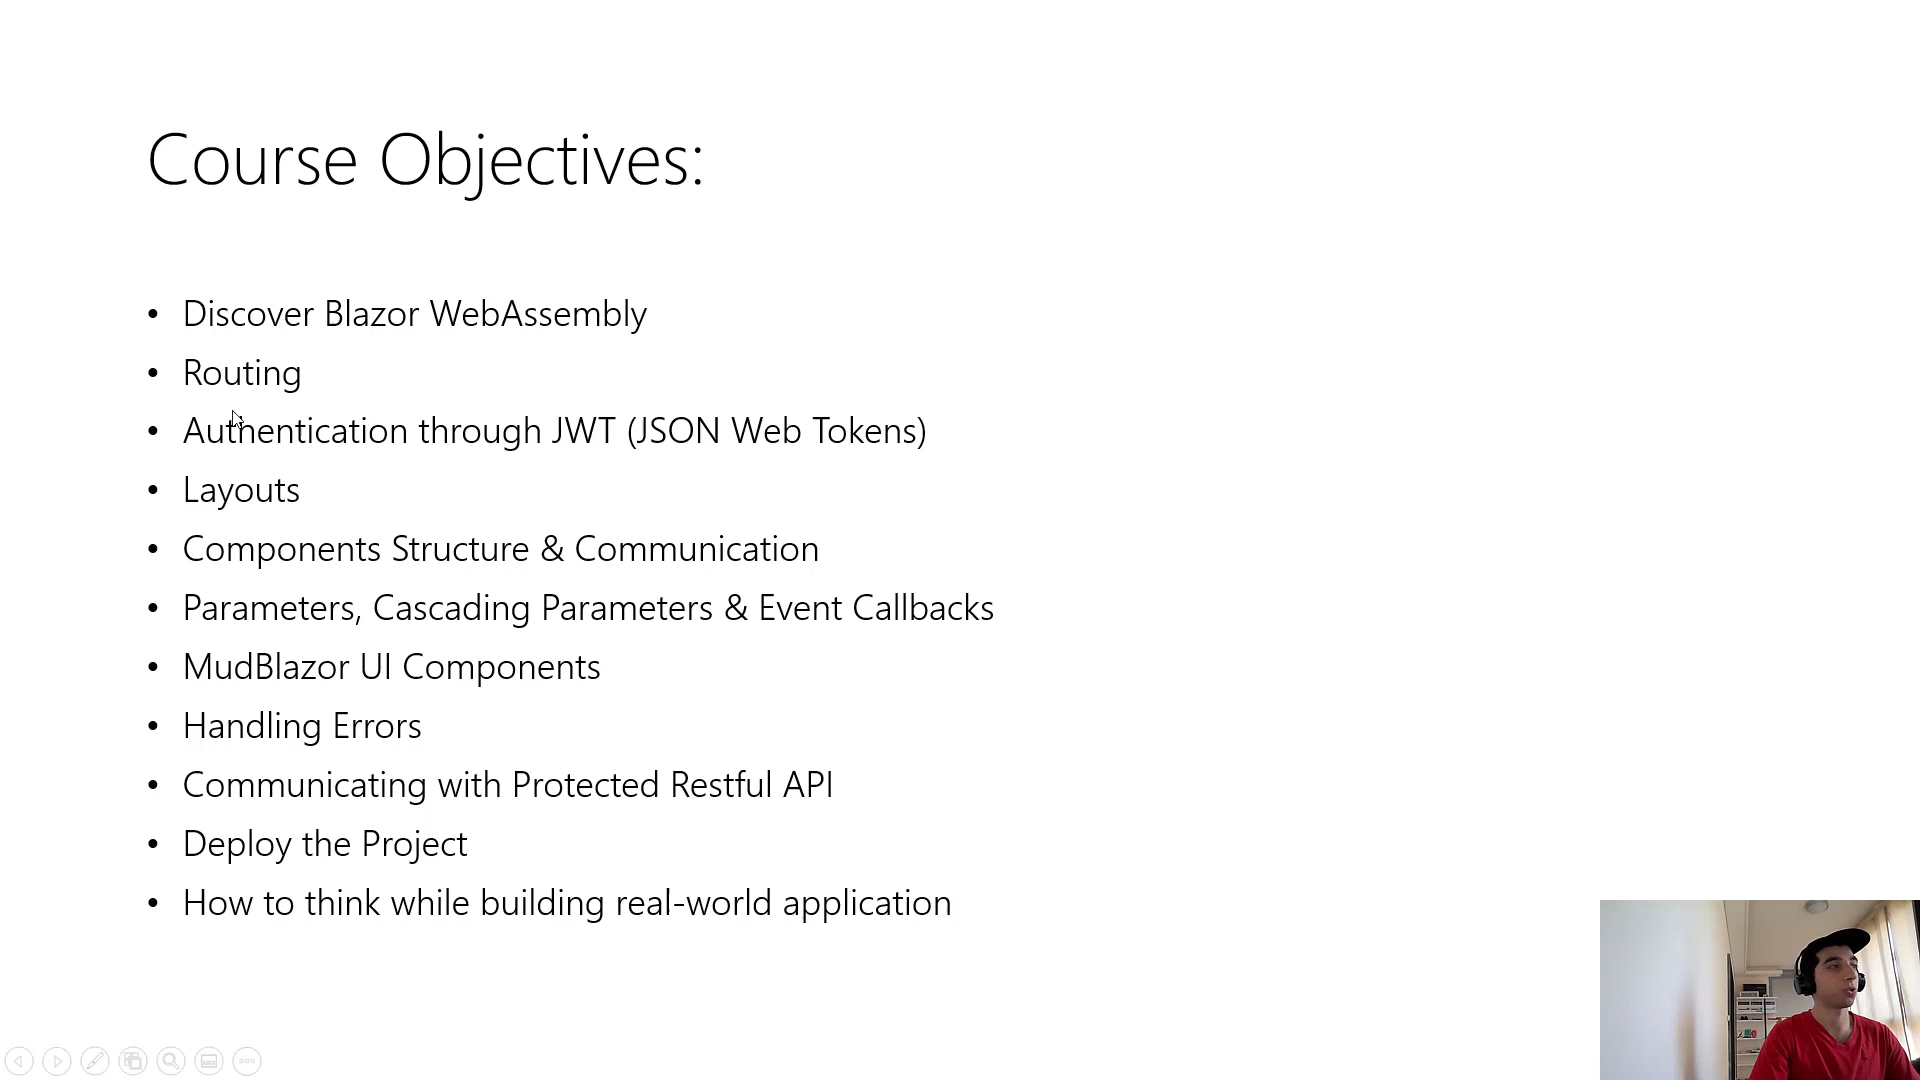 Course Objectives:
• Discover Blazor WebAssembly
• Routing
• Authentication through JWT (JSON Web Tokens)
• Layouts
• Components Structure & Communication
• Parameters, Cascading Parameters & Event Callbacks
• MudBlazor UI Components
• Handling Errors
• Communicating with Protected Restful API
• Deploy the Project
• How to think while building real-world application